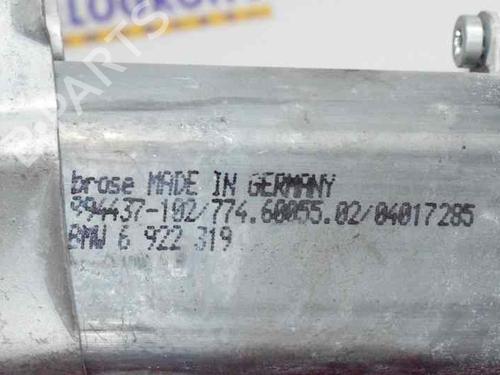 brose MADE IN GERMANY
994437-102/774.60055.02/04017285
BMW 6 922 319